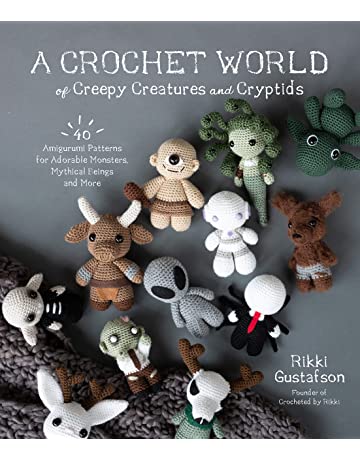 A CROCHET WORLD
of Creepy Creatures and Cryptids
40
Amigurumi Patterns
for Adorable Monsters,
Mythical Beings
and More
Rikki
Gustafson
Founder of
Crocheted by Rikki